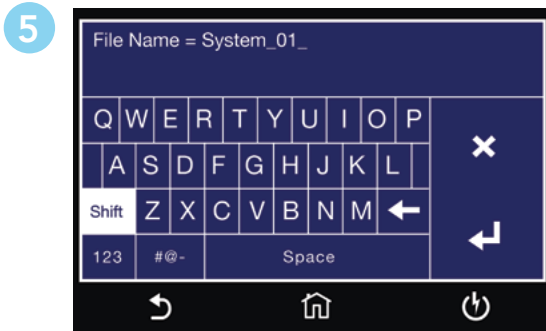 5
File Name = System_01_
Q W E R T Y U I O P
A S D F G H J K L
Shift Z X C V B N M
123 #@- Space